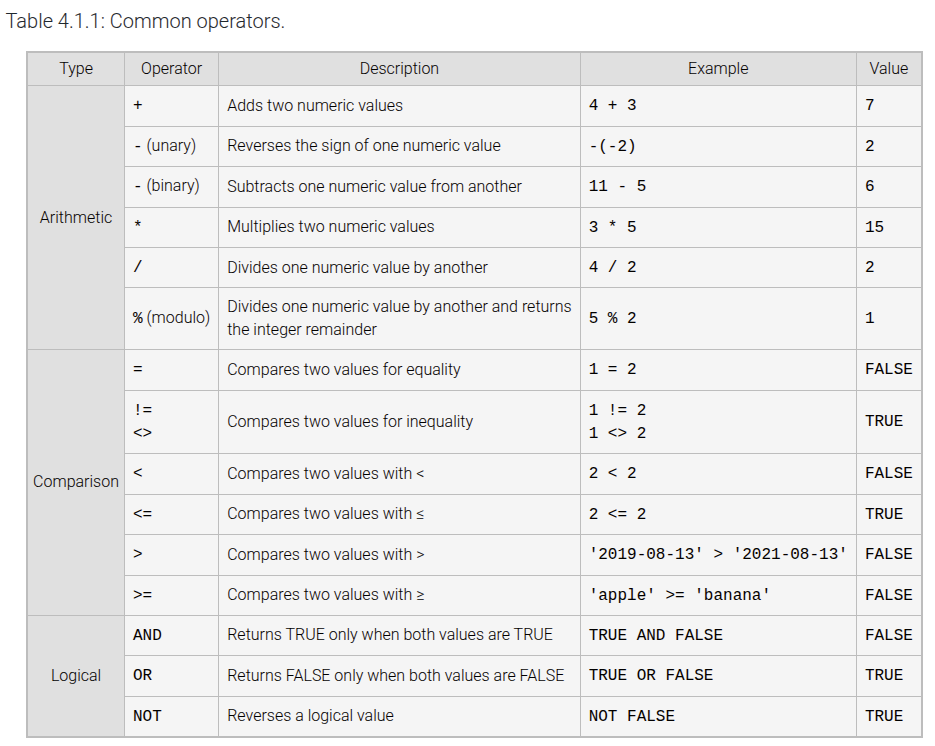 Table 4.1.1: Common operators.
Type Operator Description Example Value
Arithmetic
+ Adds two numeric values 4 + 3 7
- (unary) Reverses the sign of one numeric value -(-2) 2
- (binary) Subtracts one numeric value from another 11 - 5 6
* Multiplies two numeric values 3 * 5 15
/ Divides one numeric value by another 4 / 2 2
% (modulo) Divides one numeric value by another and returns
the integer remainder 5 % 2 1
Comparison
= Compares two values for equality 1 = 2 FALSE
!=
<>
Compares two values for inequality
1 != 2
1 <> 2
TRUE
< Compares two values with < 2 < 2 FALSE
<= Compares two values with ≤ 2 <= 2 TRUE
> Compares two values with > '2019-08-13' > '2021-08-13' FALSE
>= Compares two values with ≥ 'apple' >= 'banana' FALSE
Logical
AND Returns TRUE only when both values are TRUE TRUE AND FALSE FALSE
OR Returns FALSE only when both values are FALSE TRUE OR FALSE TRUE
NOT Reverses a logical value NOT FALSE TRUE